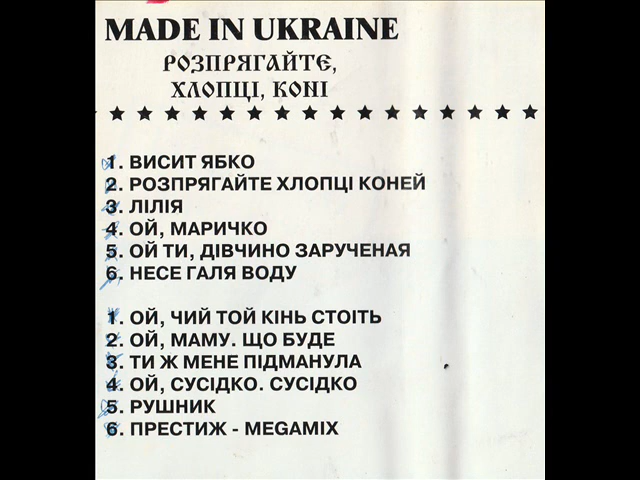 MADE IN UKRAINE
РОЗПРЯГАЙТЕ,
ХЛОПЦІ, КОНІ
1. ВИСИТ ЯБКО
2. РОЗПРЯГАЙТЕ ХЛОПЦІ КОНЕЙ
3. ЛІЛІЯ
4. ОЙ, МАРИЧКО
5. ОЙ ТИ, ДІВЧИНО ЗАРУЧЕНАЯ
6. НЕСЕ ГАЛЯ ВОДУ
1. ОЙ, ЧИЙ ТОЙ КІНЬ СТОІТЬ
2. ОЙ, МАМУ. ЩО БУДЕ
3. ТИ Ж МЕНЕ ПІДМАНУЛА
4. ОЙ, СУСІДКО. СУСІДКО
5. РУШНИК
6. ПРЕСТИЖ - MEGAMIX